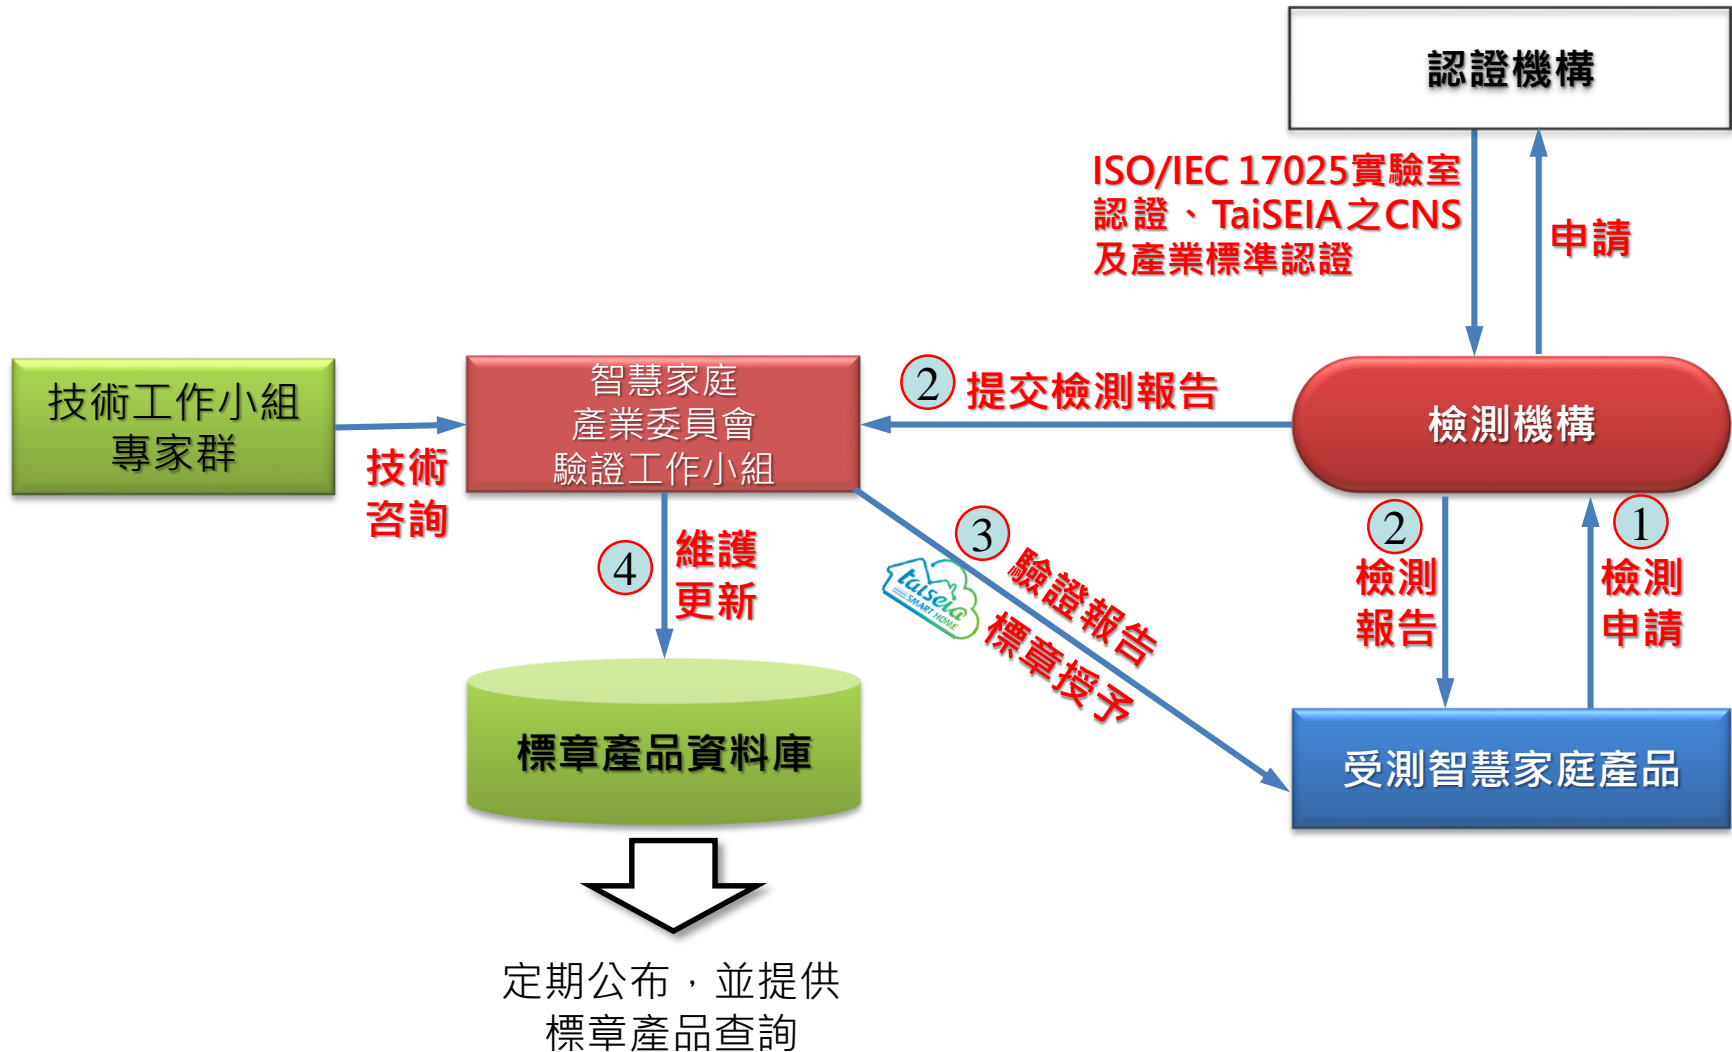 認證機構
ISO/IEC 17025實驗室
認證、TaiSEIA之CNS
及產業標準認證
申請
技術工作小組
專家群
技術
咨詢
智慧家庭
產業委員會
驗證工作小組
2
提交檢測報告
檢測機構
4
維護
更新
3
驗證報告
標章授予
taiseia
SMART HOME
2
檢測
報告
1
檢測
申請
標章產品資料庫
受測智慧家庭產品
定期公布，並提供
標章產品查詢